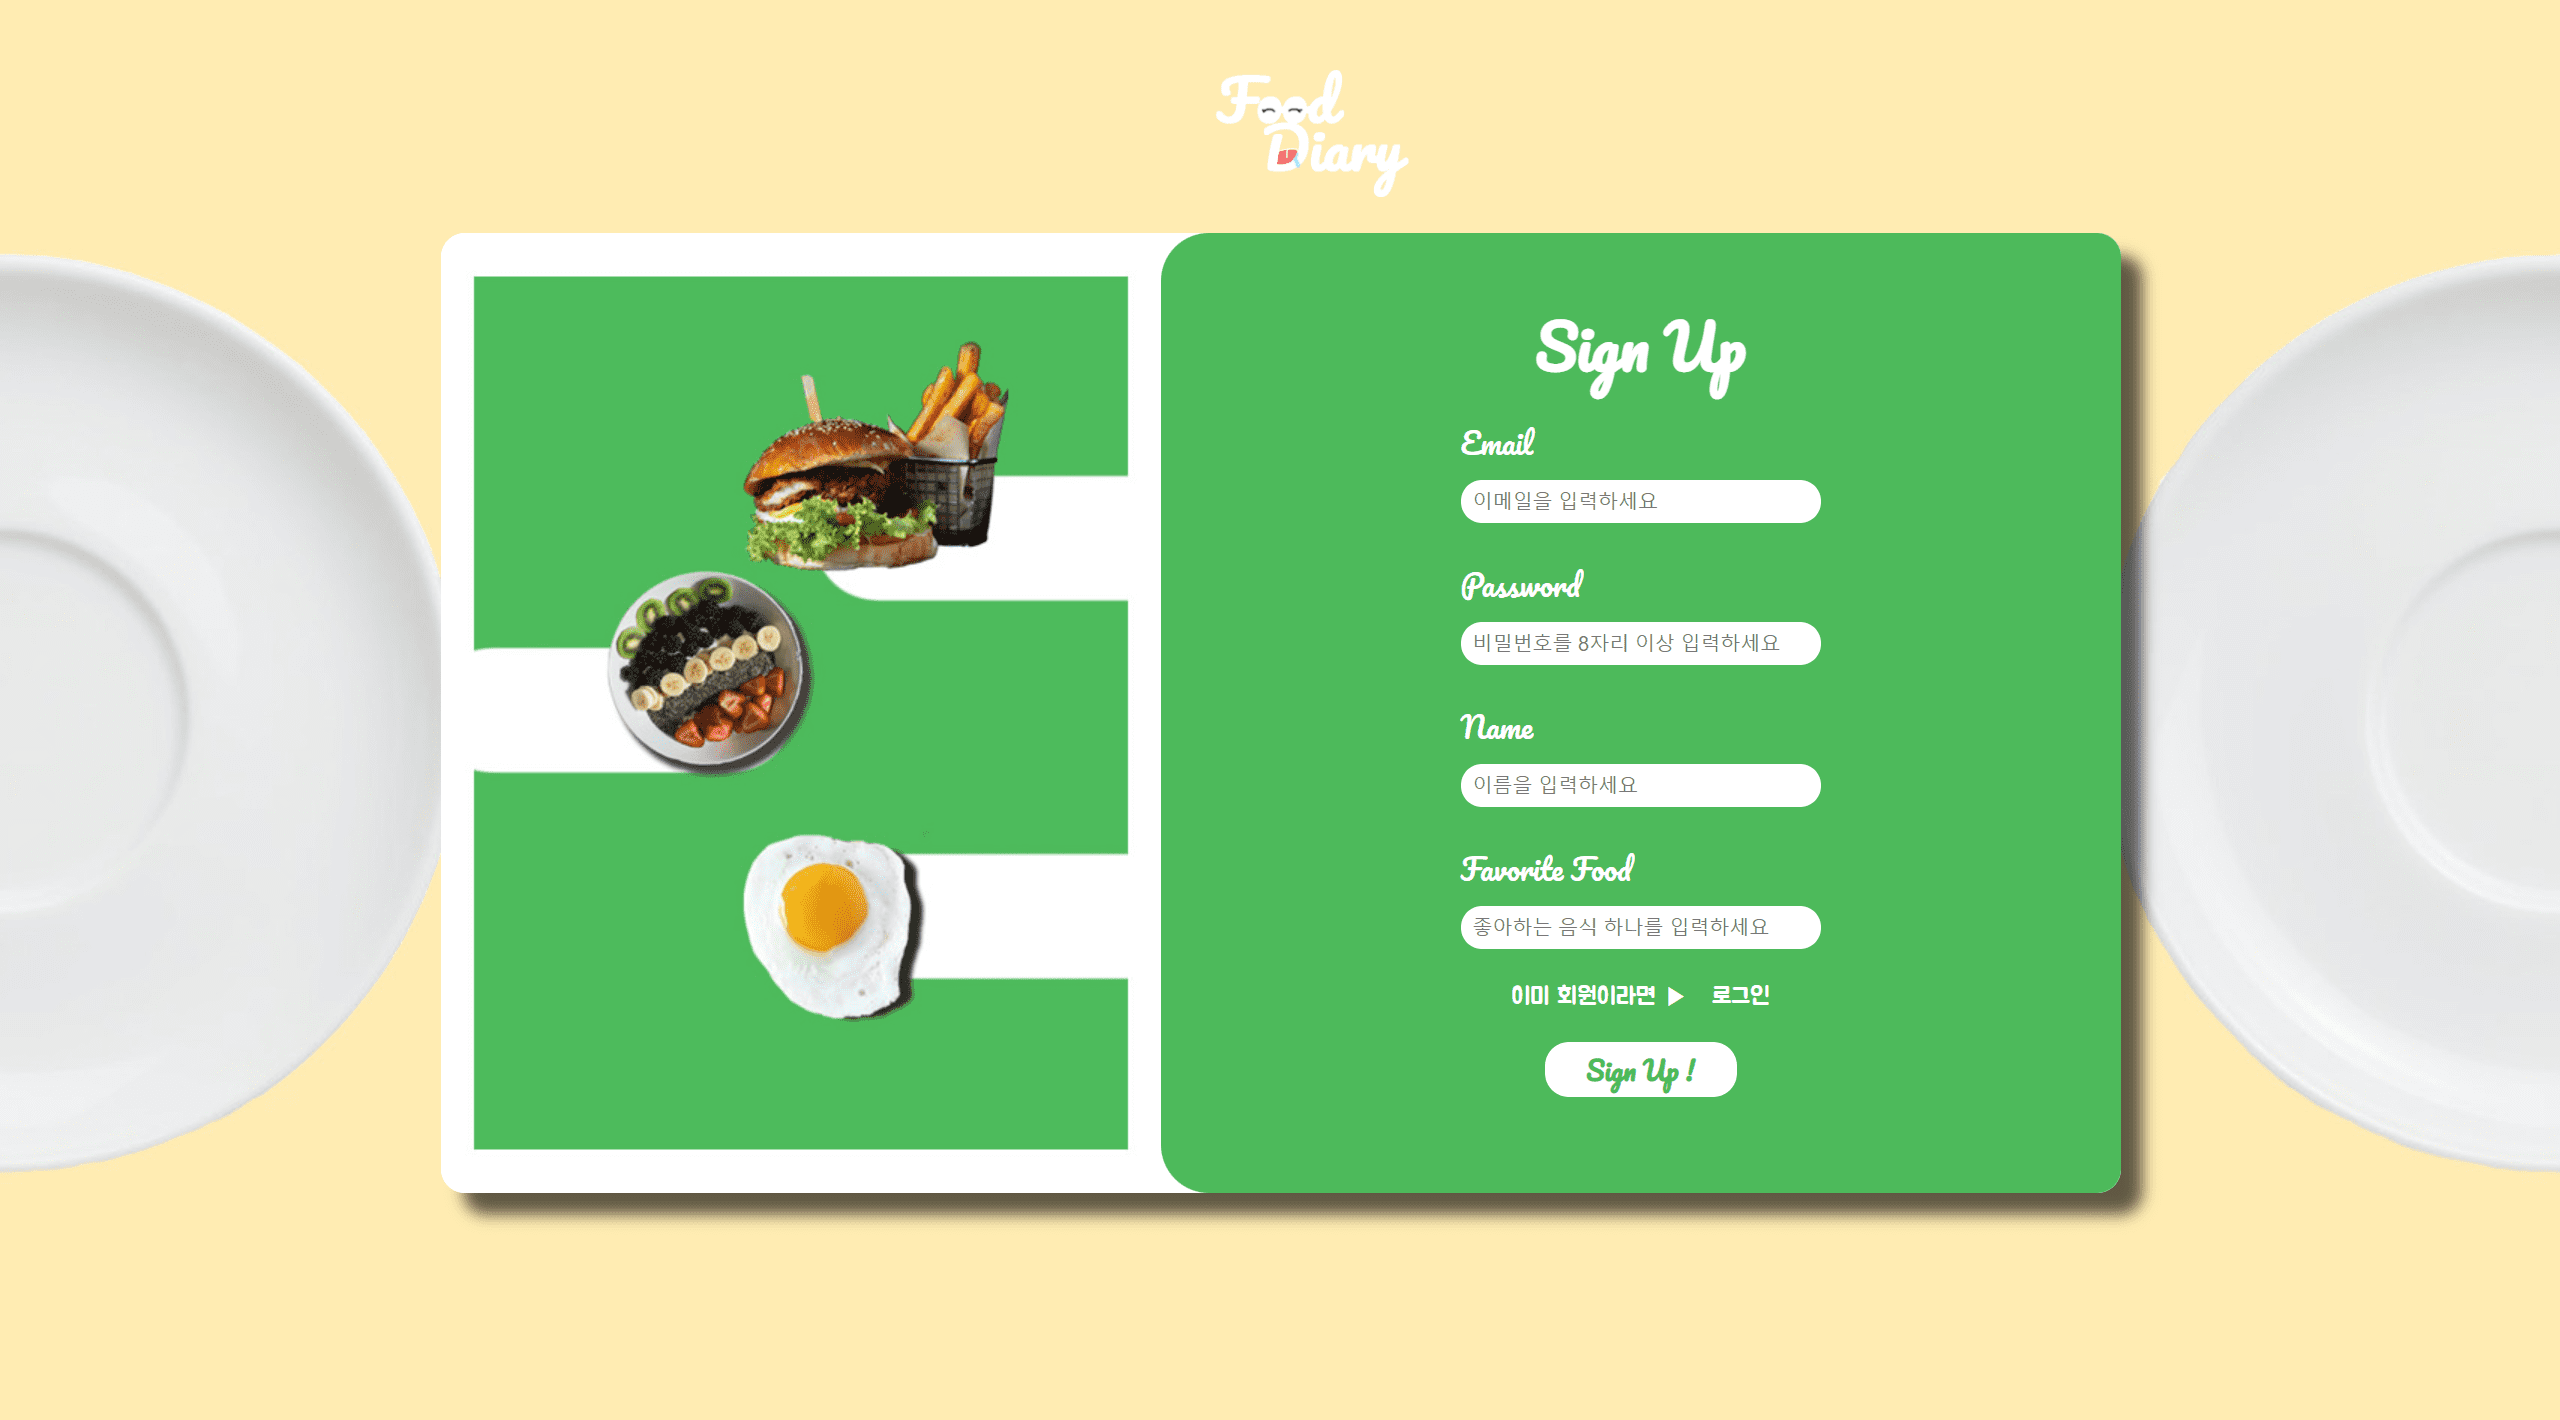 Food
Diary
Sign Up
Email
이메일을 입력하세요
Password
비밀번호를 8자리 이상 입력하세요
Name
이름을 입력하세요
Favorite Food
좋아하는 음식 하나를 입력하세요
이미 회원이라면 ▶ 로그인
Sign Up !